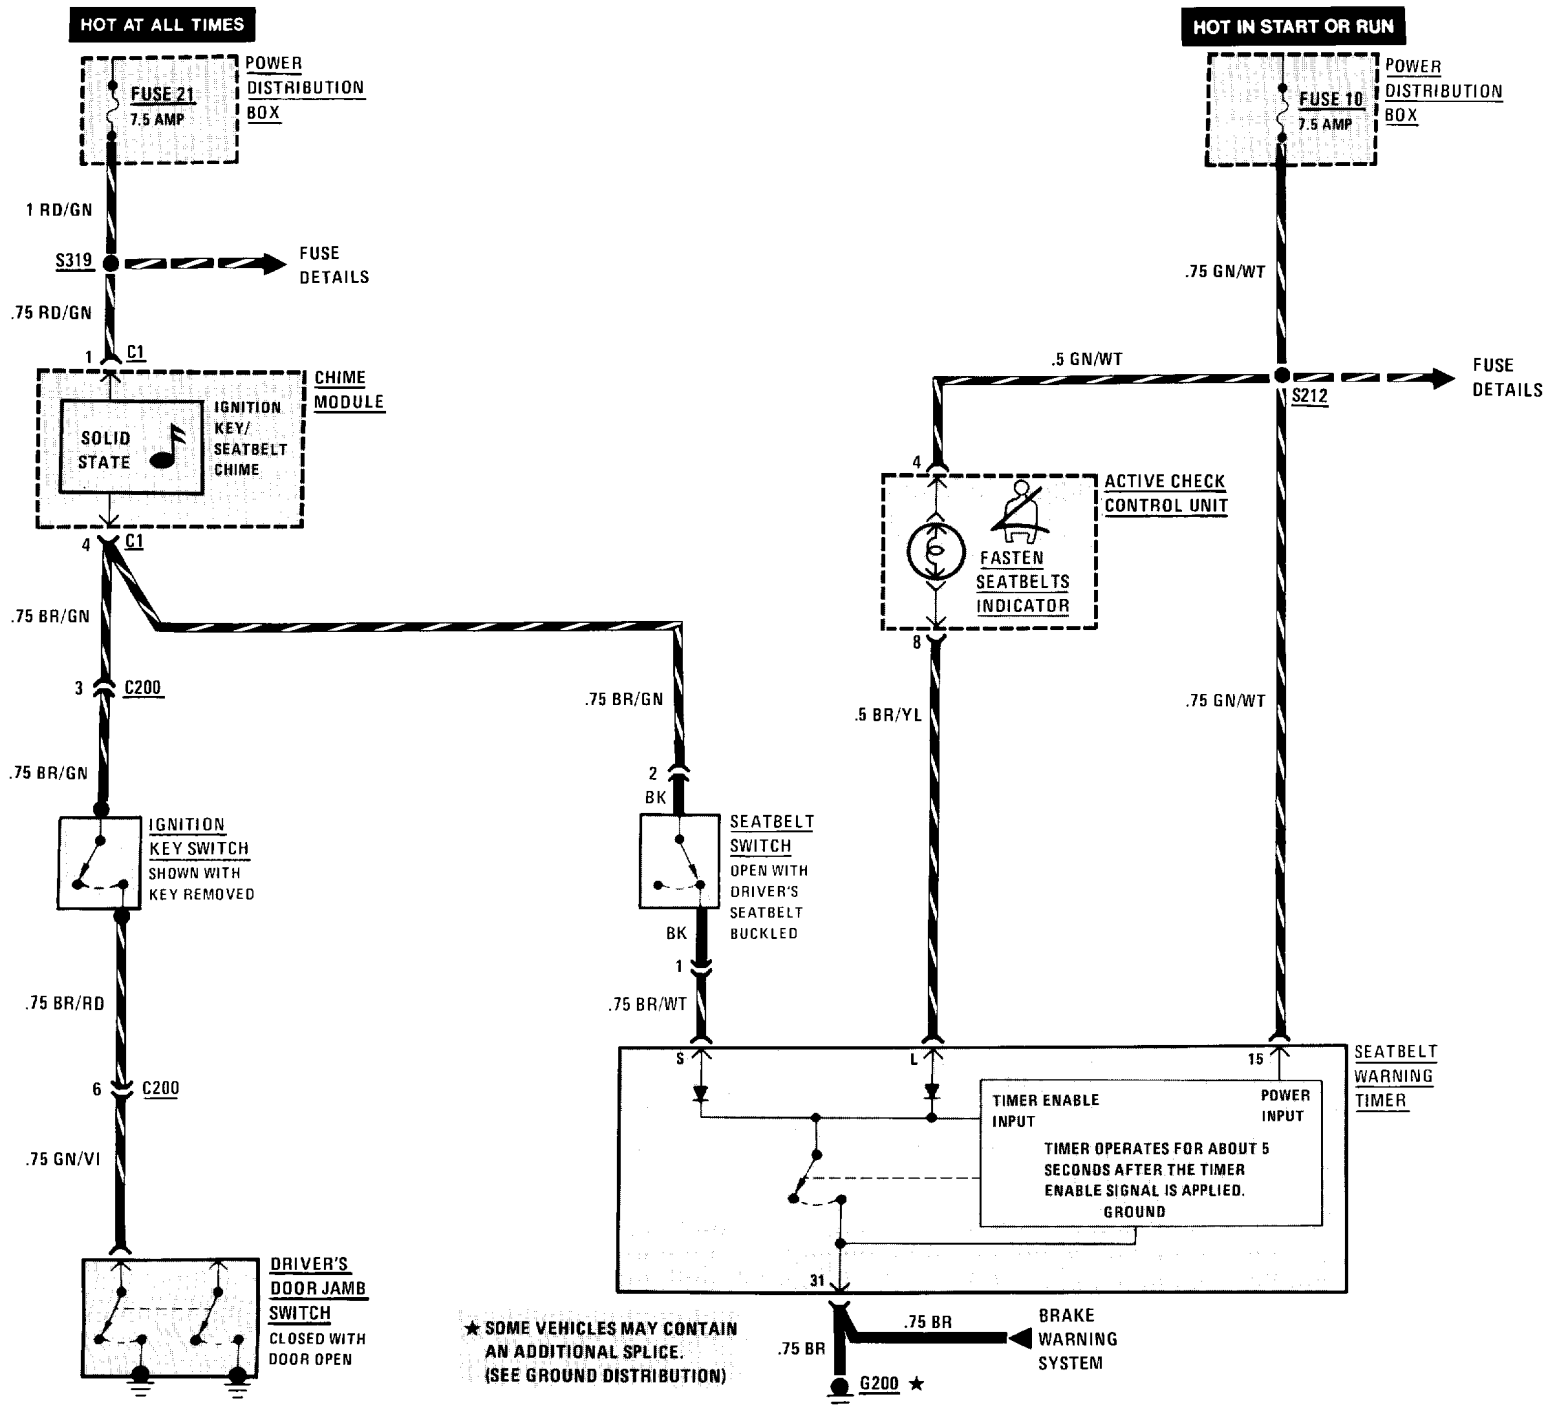 HOT AT ALL TIMES
HOT IN START OR RUN
FUSE 21
7.5 AMP
POWER
DISTRIBUTION
BOX
FUSE 10
7.5 AMP
POWER
DISTRIBUTION
BOX
1 RD/GN
S319
FUSE
DETAILS
.75 RD/GN
1
C1
CHIME
MODULE
SOLID
STATE
IGNITION
KEY/
SEATBELT
CHIME
4
C1
.75 GN/WT
.5 GN/WT
S212
FUSE
DETAILS
4
ACTIVE CHECK
CONTROL UNIT
FASTEN
SEATBELTS
INDICATOR
8
.75 BR/GN
3
C200
.75 BR/GN
.75 BR/GN
.5 BR/YL
.75 GN/WT
2
BK
IGNITION
KEY SWITCH
SHOWN WITH
KEY REMOVED
SEATBELT
SWITCH
OPEN WITH
DRIVER'S
SEATBELT
BUCKLED
BK
1
.75 BR/RD
.75 BR/WT
6
C200
.75 GN/VI
S
L
15
SEATBELT
WARNING
TIMER
TIMER ENABLE
INPUT
POWER
INPUT
TIMER OPERATES FOR ABOUT 5
SECONDS AFTER THE TIMER
ENABLE SIGNAL IS APPLIED.
GROUND
31
DRIVER'S
DOOR JAMB
SWITCH
CLOSED WITH
DOOR OPEN
★ SOME VEHICLES MAY CONTAIN
AN ADDITIONAL SPLICE.
(SEE GROUND DISTRIBUTION)
.75 BR
.75 BR
BRAKE
WARNING
SYSTEM
G200 ★